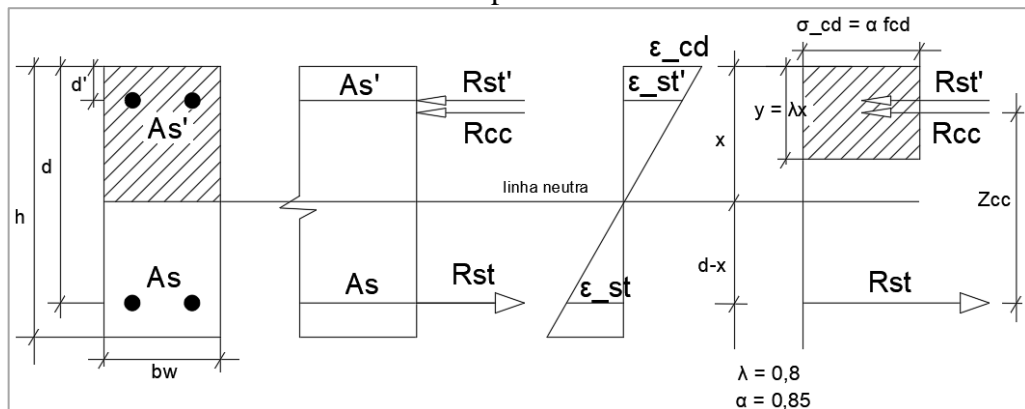 σ_cd = α fcd
ε_cd
d'
As'
Rst'
ε_st'
Rst'
As'
Rcc
y = λx
Rcc
d
x
h
linha neutra
Zcc
As
As
Rst
ε_st
d-x
Rst
bw
λ = 0,8
α = 0,85